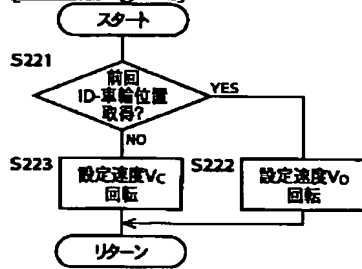 スタート
S221
前回
ID-車輪位置
取得?
YES
NO
S223
設定速度VC
回転
S222
設定速度VD
回転
リターン